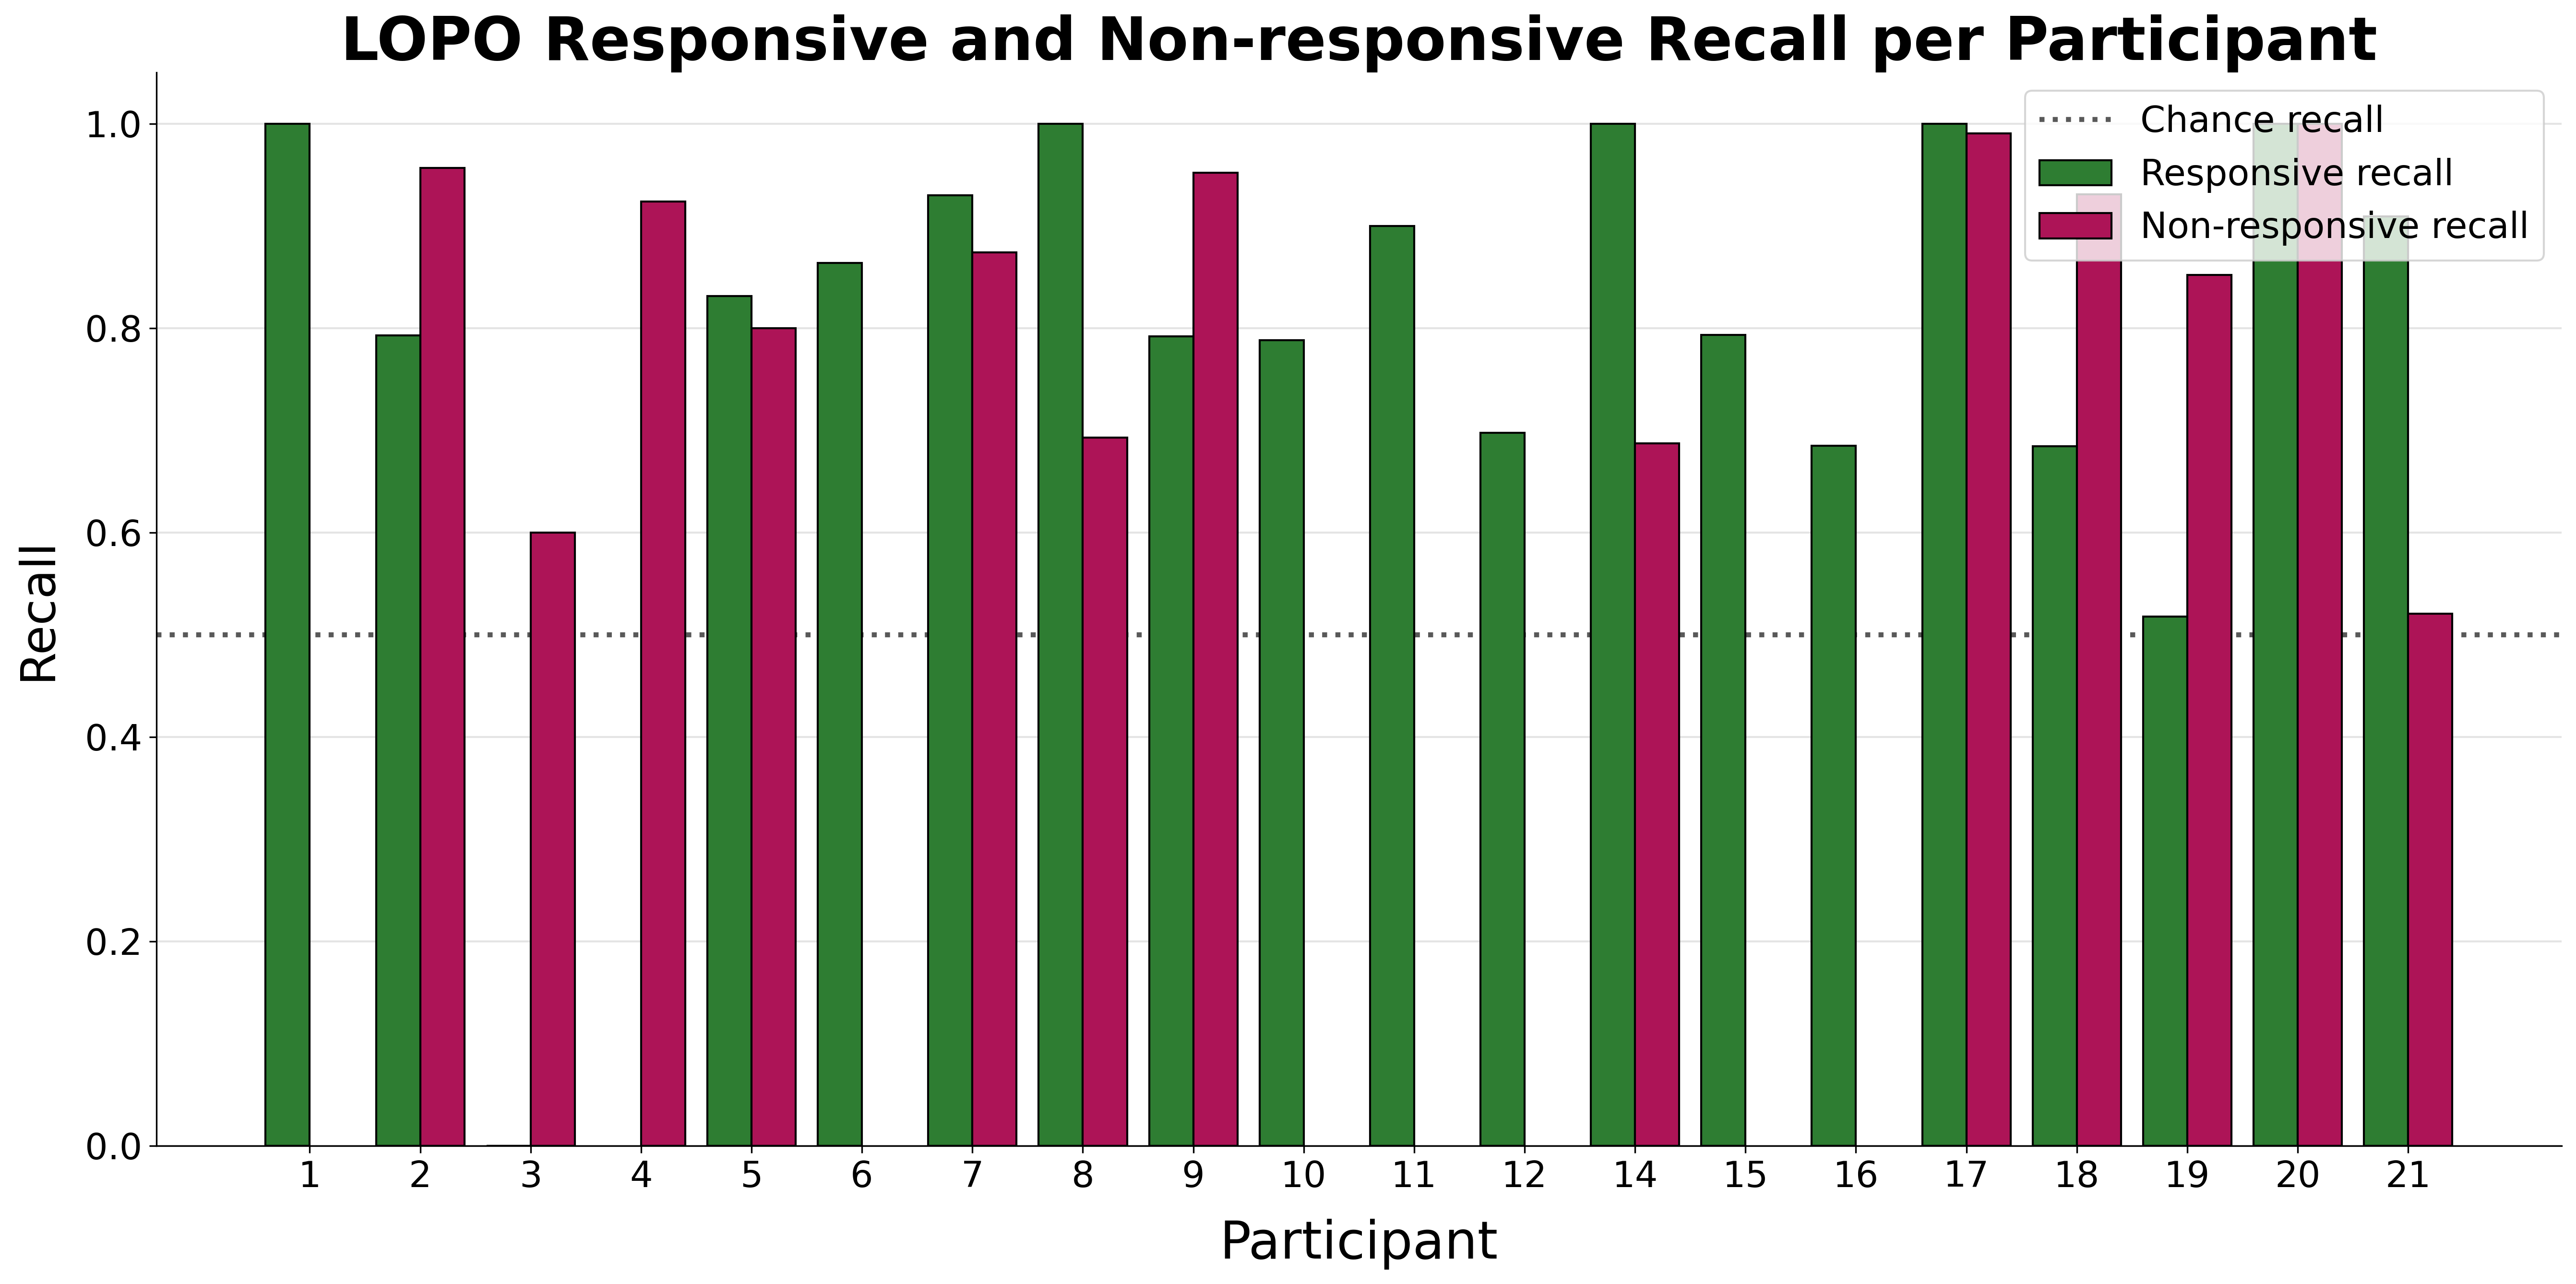 LOPO Responsive and Non-responsive Recall per Participant
Chance recall
Responsive recall
Non-responsive recall
Recall
1.0
0.8
0.6
0.4
0.2
0.0
1 2 3 4 5 6 7 8 9 10 11 12 14 15 16 17 18 19 20 21
Participant